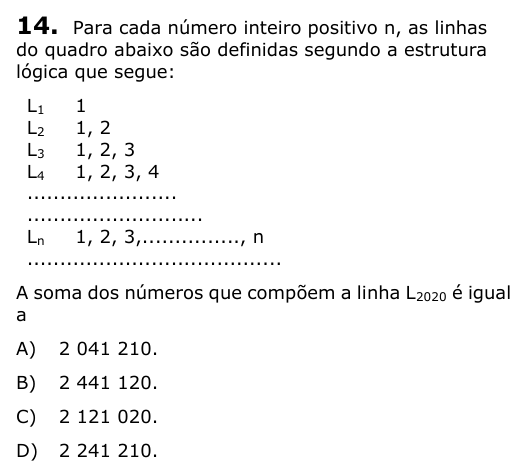 14. Para cada número inteiro positivo n, as linhas
do quadro abaixo são definidas segundo a estrutura
lógica que segue:
L₁ 1
L₂ 1, 2
L₃ 1, 2, 3
L₄ 1, 2, 3, 4
.......................
...........................
Lₙ 1, 2, 3,..............., n
.......................................
A soma dos números que compõem a linha L₂₀₂₀ é igual
a
A) 2 041 210.
B) 2 441 120.
C) 2 121 020.
D) 2 241 210.